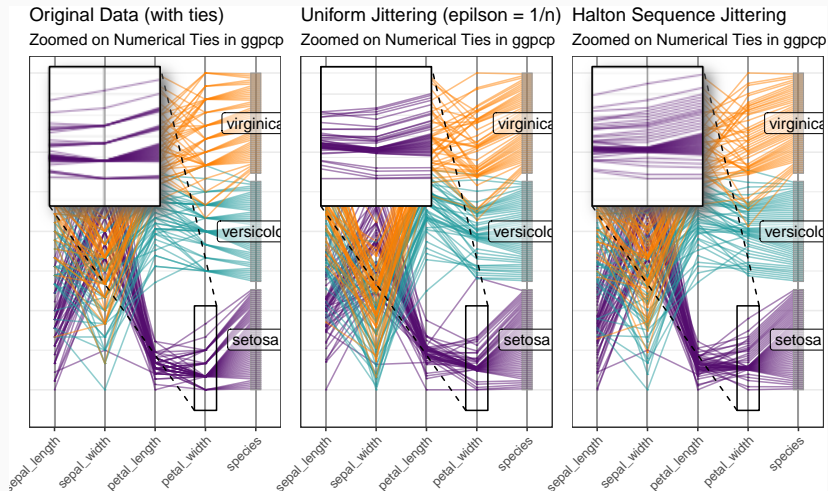 Original Data (with ties)
Zoomed on Numerical Ties in ggpcp
virginica
versicolo
setosa
sepal_length
sepal_width
petal_length
petal_width
species
Uniform Jittering (epilson = 1/n)
Zoomed on Numerical Ties in ggpcp
virginica
versicolo
setosa
sepal_length
sepal_width
petal_length
petal_width
species
Halton Sequence Jittering
Zoomed on Numerical Ties in ggpcp
virginica
versicolo
setosa
sepal_length
sepal_width
petal_length
petal_width
species